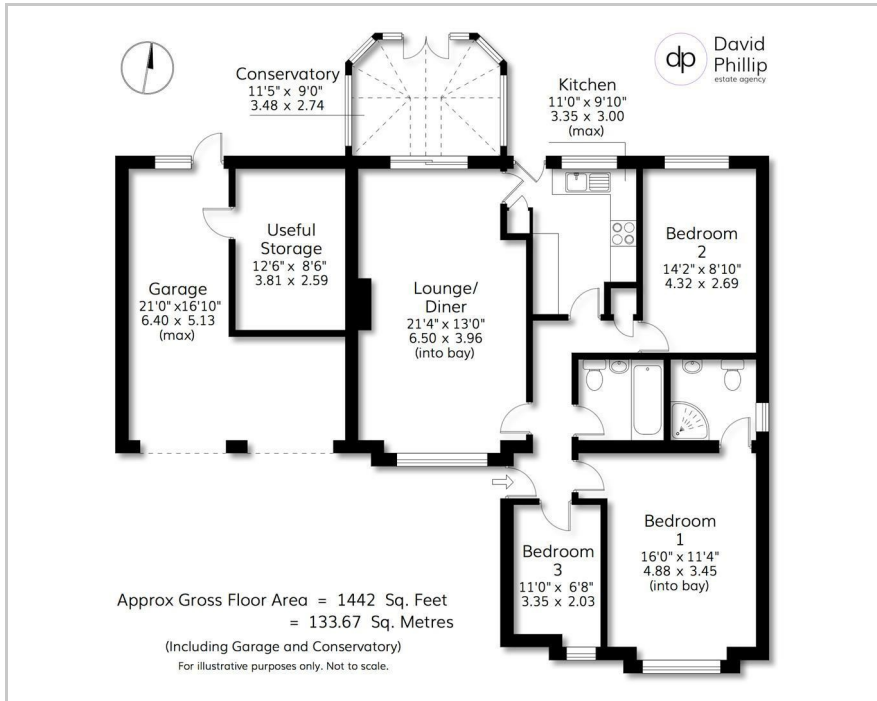 David
Phillip
estate agency
dp
Conservatory
11'5" x 9'0"
3.48 x 2.74
Kitchen
11'0" x 9'10"
3.35 x 3.00
(max)
Useful
Storage
12'6" x 8'6"
3.81 x 2.59
Garage
21'0" x16'10"
6.40 x 5.13
(max)
Lounge/
Diner
21'4" x 13'0"
6.50 x 3.96
(into bay)
Bedroom
2
14'2" x 8'10"
4.32 x 2.69
Bedroom
1
16'0" x 11'4"
4.88 x 3.45
(into bay)
Bedroom
3
11'0" x 6'8"
3.35 x 2.03
Approx Gross Floor Area = 1442 Sq. Feet
= 133.67 Sq. Metres
(Including Garage and Conservatory)
For illustrative purposes only. Not to scale.